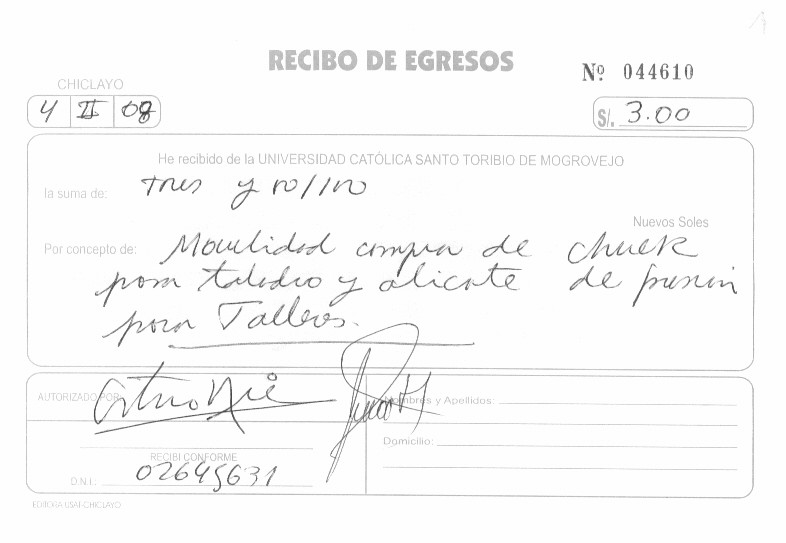 RECIBO DE EGRESOS
Nº 044610
CHICLAYO
4 II 08
S/. 3.00
He recibido de la UNIVERSIDAD CATÓLICA SANTO TORIBIO DE MOGROVEJO
la suma de: tres y 00/100
Nuevos Soles
Por concepto de: Movilidad compra de chuck
para taladro y alicate de presión
para Talleres.
AUTORIZADO POR:
Nombres y Apellidos:
Domicilio:
RECIBI CONFORME
D.N.I.: 02645631
EDITORA USAT-CHICLAYO